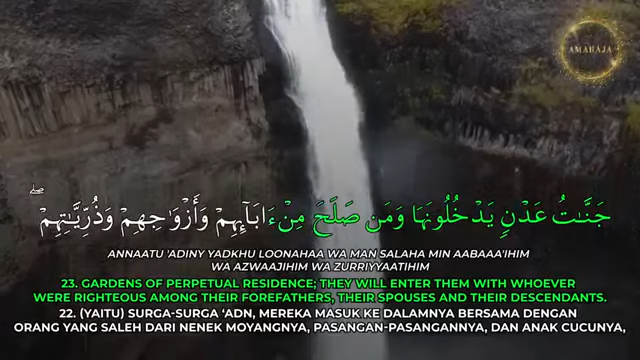 AMARAJA
جَنَّـٰتُ عَدْنٍ يَدْخُلُونَهَا وَمَن صَلَحَ مِنْ ءَابَآئِهِمْ وَأَزْوَٰجِهِمْ وَذُرِّيَّـٰتِهِمْ ۖ
ANNAATU 'ADINY YADKHU LOONAHAA WA MAN SALAHA MIN AABAAA'IHIM
WA AZWAAJIHIM WA ZURRIYYAATIHIM
23. GARDENS OF PERPETUAL RESIDENCE; THEY WILL ENTER THEM WITH WHOEVER
WERE RIGHTEOUS AMONG THEIR FOREFATHERS, THEIR SPOUSES AND THEIR DESCENDANTS.
22. (YAITU) SURGA-SURGA ‘ADN, MEREKA MASUK KE DALAMNYA BERSAMA DENGAN
ORANG YANG SALEH DARI NENEK MOYANGNYA, PASANGAN-PASANGANNYA, DAN ANAK CUCUNYA,